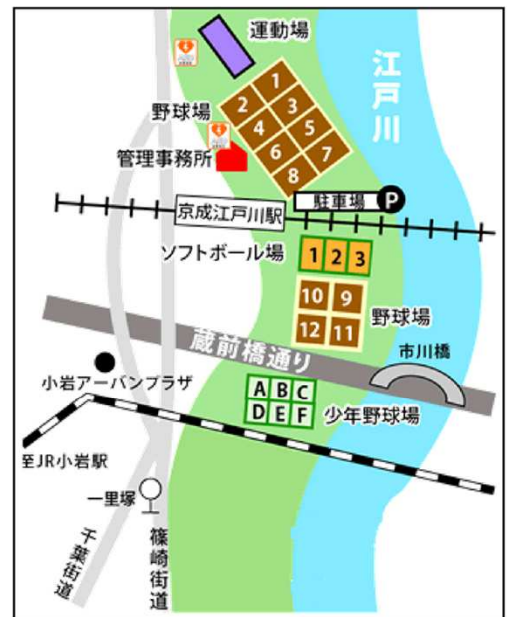 運動場
江戸川
野球場
1
2
3
4
5
6
7
8
管理事務所
駐車場
P
京成江戸川駅
ソフトボール場
1 2 3
10 9
12 11
野球場
蔵前橋通り
市川橋
小岩アーバンプラザ
A B C
D E F
少年野球場
至JR小岩駅
一里塚
千葉街道
篠崎街道